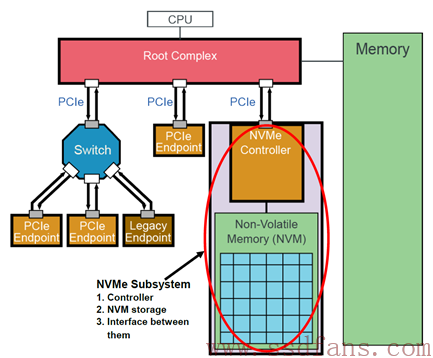 CPU
Root Complex
Memory
PCIe
PCIe
PCIe
Switch
PCIe
Endpoint
NVMe
Controller
PCIe
Endpoint
PCIe
Endpoint
Legacy
Endpoint
Non-Volatile
Memory (NVM)
NVMe Subsystem
1. Controller
2. NVM storage
3. Interface between
them
www.ssdfans.com